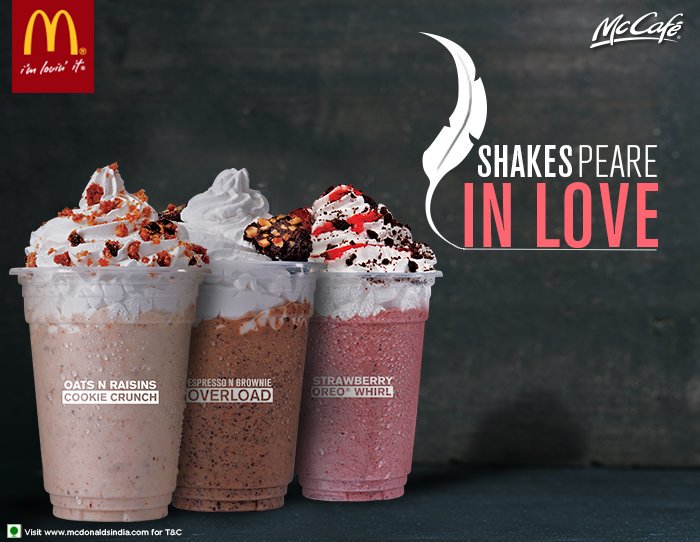 M
i'm lovin' it®
McCafé®
SHAKESPEARE
IN LOVE
OATS N RAISINS
COOKIE CRUNCH
ESPRESSO N BROWNIE
OVERLOAD
STRAWBERRY
OREO® WHIRL
Visit www.mcdonaldsindia.com for T&C